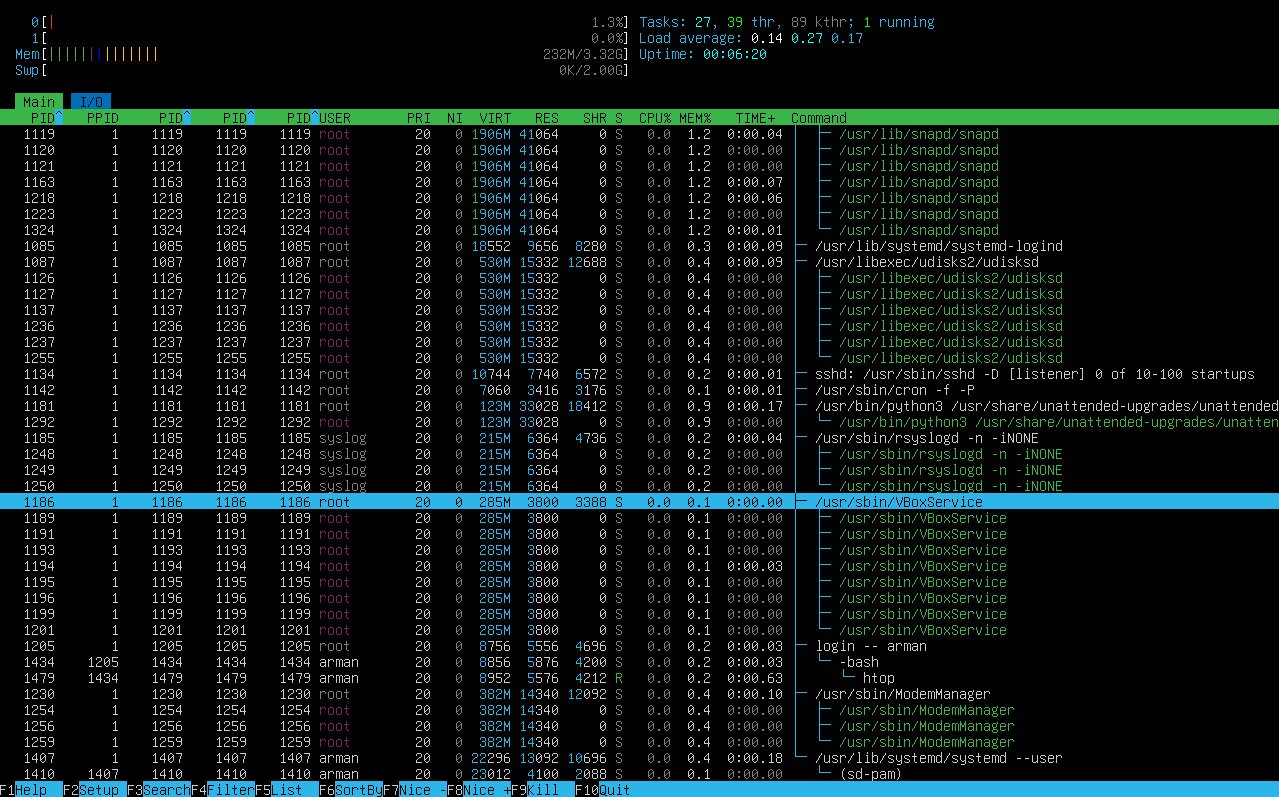 0[| 1.3%] Tasks: 27, 39 thr, 89 kthr; 1 running
1[ 0.0%] Load average: 0.14 0.27 0.17
Mem[|||||||||||||| 232M/3.32G] Uptime: 00:06:20
Swp[ 0K/2.00G]
Main I/O
PID^ PPID PID^ PID^ PID^USER PRI NI VIRT RES SHR S CPU% MEM% TIME+ Command
1119 1 1119 1119 1119 root 20 0 1906M 41064 0 S 0.0 1.2 0:00.04 │ ├─ /usr/lib/snapd/snapd
1120 1 1120 1120 1120 root 20 0 1906M 41064 0 S 0.0 1.2 0:00.00 │ ├─ /usr/lib/snapd/snapd
1121 1 1121 1121 1121 root 20 0 1906M 41064 0 S 0.0 1.2 0:00.00 │ ├─ /usr/lib/snapd/snapd
1163 1 1163 1163 1163 root 20 0 1906M 41064 0 S 0.0 1.2 0:00.07 │ ├─ /usr/lib/snapd/snapd
1218 1 1218 1218 1218 root 20 0 1906M 41064 0 S 0.0 1.2 0:00.06 │ ├─ /usr/lib/snapd/snapd
1223 1 1223 1223 1223 root 20 0 1906M 41064 0 S 0.0 1.2 0:00.00 │ ├─ /usr/lib/snapd/snapd
1324 1 1324 1324 1324 root 20 0 1906M 41064 0 S 0.0 1.2 0:00.01 │ └─ /usr/lib/snapd/snapd
1085 1 1085 1085 1085 root 20 0 18552 9656 8280 S 0.0 0.3 0:00.09 ├─ /usr/lib/systemd/systemd-logind
1087 1 1087 1087 1087 root 20 0 530M 15332 12688 S 0.0 0.4 0:00.09 ├─ /usr/libexec/udisks2/udisksd
1126 1 1126 1126 1126 root 20 0 530M 15332 0 S 0.0 0.4 0:00.00 │ ├─ /usr/libexec/udisks2/udisksd
1127 1 1127 1127 1127 root 20 0 530M 15332 0 S 0.0 0.4 0:00.00 │ ├─ /usr/libexec/udisks2/udisksd
1137 1 1137 1137 1137 root 20 0 530M 15332 0 S 0.0 0.4 0:00.00 │ ├─ /usr/libexec/udisks2/udisksd
1236 1 1236 1236 1236 root 20 0 530M 15332 0 S 0.0 0.4 0:00.00 │ ├─ /usr/libexec/udisks2/udisksd
1242 1 1242 1242 1242 root 20 0 530M 15332 0 S 0.0 0.4 0:00.00 │ ├─ /usr/libexec/udisks2/udisksd
1255 1 1255 1255 1255 root 20 0 530M 15332 0 S 0.0 0.4 0:00.00 │ └─ /usr/libexec/udisks2/udisksd
1134 1 1134 1134 1134 root 20 0 10744 7740 6572 S 0.0 0.2 0:00.01 ├─ sshd: /usr/sbin/sshd -D [listener] 0 of 10-100 startups
1142 1 1142 1142 1142 root 20 0 7060 3416 3176 S 0.0 0.1 0:00.01 ├─ /usr/sbin/cron -f -P
1181 1 1181 1181 1181 root 20 0 123M 33028 18412 S 0.0 0.9 0:00.17 ├─ /usr/bin/python3 /usr/share/unattended-upgrades/unattended
1292 1 1292 1292 1292 root 20 0 123M 33028 0 S 0.0 0.9 0:00.00 │ └─ /usr/bin/python3 /usr/share/unattended-upgrades/unatten
1185 1 1185 1185 1185 syslog 20 0 215M 6364 4736 S 0.0 0.2 0:00.04 ├─ /usr/sbin/rsyslogd -n -iNONE
1248 1 1248 1248 1248 syslog 20 0 215M 6364 0 S 0.0 0.2 0:00.00 │ ├─ /usr/sbin/rsyslogd -n -iNONE
1249 1 1249 1249 1249 syslog 20 0 215M 6364 0 S 0.0 0.2 0:00.00 │ ├─ /usr/sbin/rsyslogd -n -iNONE
1250 1 1250 1250 1250 syslog 20 0 215M 6364 0 S 0.0 0.2 0:00.00 │ └─ /usr/sbin/rsyslogd -n -iNONE
1186 1 1186 1186 1186 root 20 0 285M 3800 3388 S 0.0 0.1 0:00.00 ├─ /usr/sbin/VBoxService
1189 1 1189 1189 1189 root 20 0 285M 3800 0 S 0.0 0.1 0:00.00 │ ├─ /usr/sbin/VBoxService
1191 1 1191 1191 1191 root 20 0 285M 3800 0 S 0.0 0.1 0:00.00 │ ├─ /usr/sbin/VBoxService
1193 1 1193 1193 1193 root 20 0 285M 3800 0 S 0.0 0.1 0:00.00 │ ├─ /usr/sbin/VBoxService
1194 1 1194 1194 1194 root 20 0 285M 3800 0 S 0.0 0.1 0:00.03 │ ├─ /usr/sbin/VBoxService
1195 1 1195 1195 1195 root 20 0 285M 3800 0 S 0.0 0.1 0:00.00 │ ├─ /usr/sbin/VBoxService
1196 1 1196 1196 1196 root 20 0 285M 3800 0 S 0.0 0.1 0:00.00 │ ├─ /usr/sbin/VBoxService
1199 1 1199 1199 1199 root 20 0 285M 3800 0 S 0.0 0.1 0:00.00 │ ├─ /usr/sbin/VBoxService
1201 1 1201 1201 1201 root 20 0 285M 3800 0 S 0.0 0.1 0:00.00 │ └─ /usr/sbin/VBoxService
1205 1 1205 1205 1205 root 20 0 8756 5556 4696 S 0.0 0.2 0:00.03 ├─ login -- arman
1434 1205 1434 1434 1434 arman 20 0 8856 5876 4200 S 0.0 0.2 0:00.03 │ └─ -bash
1479 1434 1479 1479 1479 arman 20 0 8952 5576 4212 R 0.0 0.2 0:00.63 │ └─ htop
1230 1 1230 1230 1230 root 20 0 382M 14340 12092 S 0.0 0.4 0:00.10 ├─ /usr/sbin/ModemManager
1254 1 1254 1254 1254 root 20 0 382M 14340 0 S 0.0 0.4 0:00.00 │ ├─ /usr/sbin/ModemManager
1256 1 1256 1256 1256 root 20 0 382M 14340 0 S 0.0 0.4 0:00.00 │ ├─ /usr/sbin/ModemManager
1259 1 1259 1259 1259 root 20 0 382M 14340 0 S 0.0 0.4 0:00.00 │ └─ /usr/sbin/ModemManager
1407 1 1407 1407 1407 arman 20 0 22296 13092 10696 S 0.0 0.4 0:00.18 └─ /usr/lib/systemd/systemd --user
1410 1407 1410 1410 1410 arman 20 0 23012 4100 2088 S 0.0 0.1 0:00.00 └─ (sd-pam)
F1Help F2Setup F3Search F4Filter F5List F6SortBy F7Nice - F8Nice + F9Kill F10Quit